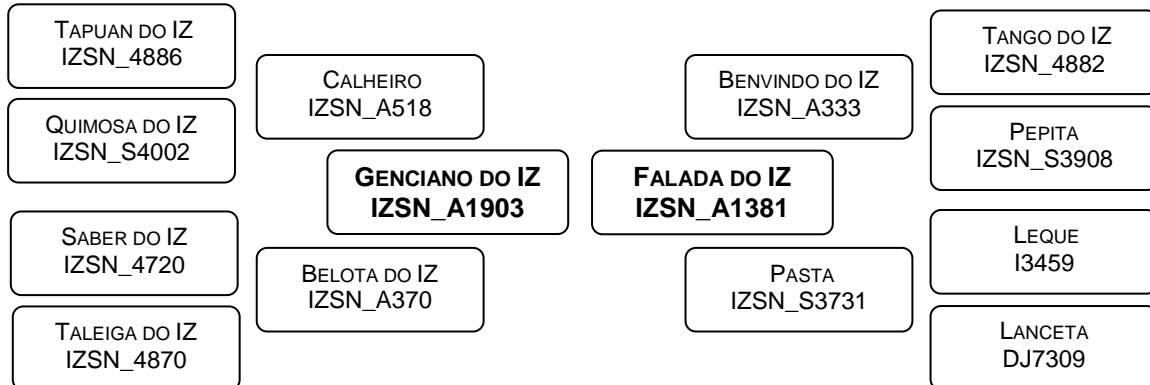 TAPUAN DO IZ
IZSN_4886
QUIMOSA DO IZ
IZSN_S4002
SABER DO IZ
IZSN_4720
TALEIGA DO IZ
IZSN_4870
CALHEIRO
IZSN_A518
BELOTA DO IZ
IZSN_A370
GENCIANO DO IZ
IZSN_A1903
FALADA DO IZ
IZSN_A1381
BENVINDO DO IZ
IZSN_A333
PASTA
IZSN_S3731
TANGO DO IZ
IZSN_4882
PEPITA
IZSN_S3908
LEQUE
I3459
LANCETA
DJ7309